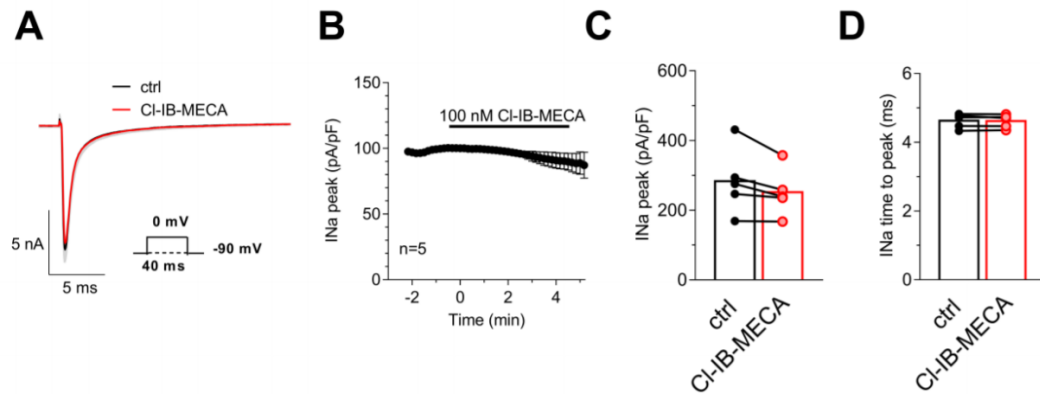 A
ctrl
Cl-IB-MECA
5 nA
5 ms
0 mV
-90 mV
40 ms
B
INa peak (pA/pF)
150
100
50
0
100 nM Cl-IB-MECA
n=5
-2
0
2
4
Time (min)
C
INa peak (pA/pF)
600
400
200
0
ctrl
Cl-IB-MECA
D
INa time to peak (ms)
6
4
2
0
ctrl
Cl-IB-MECA